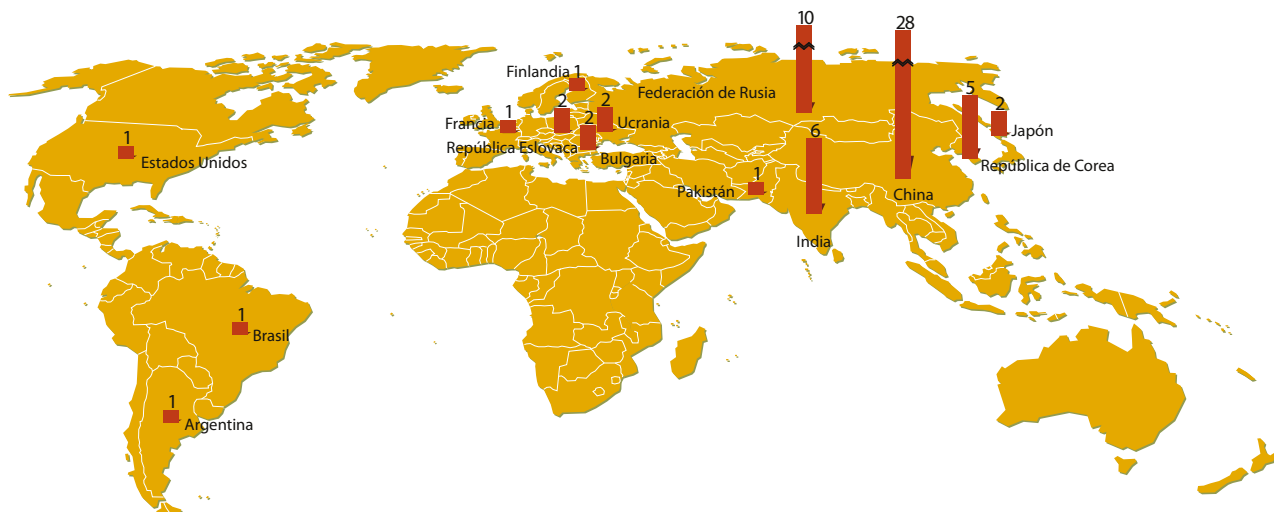 10
28
Finlandia
1
Federación de Rusia
5
2
2
2
1
Francia
Ucrania
2
Japón
1
Estados Unidos
República Eslovaca
Bulgaria
6
República de Corea
1
Pakistán
China
India
1
Brasil
1
Argentina